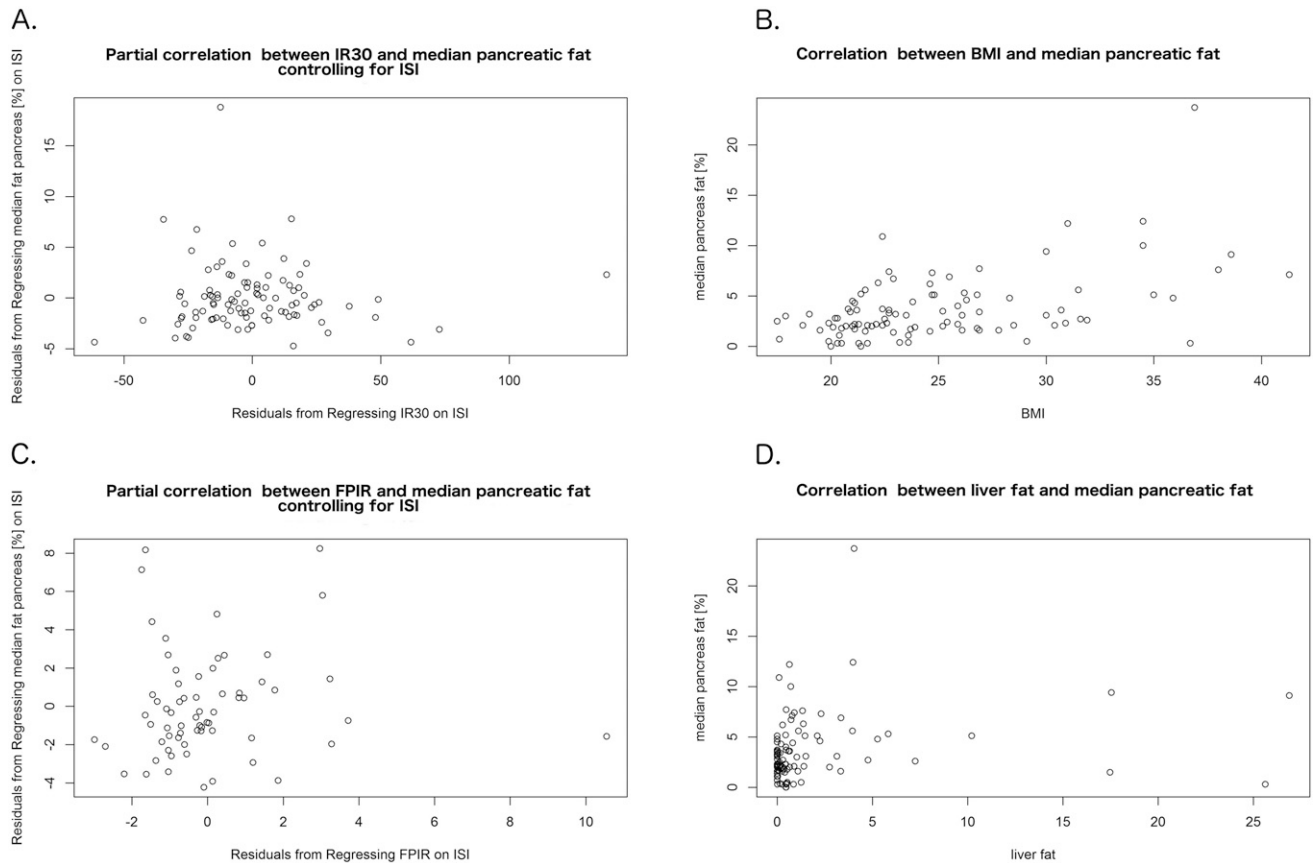 A.
Partial correlation between IR30 and median pancreatic fat
controlling for ISI
Residuals from Regressing median fat pancreas [%] on ISI
15
10
5
0
-5
-50
0
50
100
Residuals from Regressing IR30 on ISI
B.
Correlation between BMI and median pancreatic fat
median pancreas fat [%]
20
15
10
5
0
20
25
30
35
40
BMI
C.
Partial correlation between FPIR and median pancreatic fat
controlling for ISI
Residuals from Regressing median fat pancreas [%] on ISI
8
6
4
2
0
-2
-4
-2
0
2
4
6
8
10
Residuals from Regressing FPIR on ISI
D.
Correlation between liver fat and median pancreatic fat
median pancreas fat [%]
20
15
10
5
0
0
5
10
15
20
25
liver fat